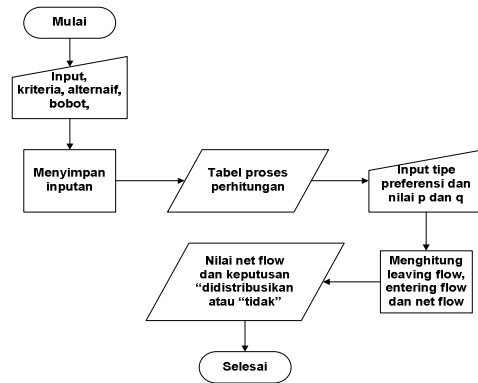 Mulai
Input,
kriteria, alternaif,
bobot,
Menyimpan
inputan
Tabel proses
perhitungan
Input tipe
preferensi dan
nilai p dan q
Menghitung
leaving flow,
entering flow
dan net flow
Nilai net flow
dan keputusan
“didistribusikan
atau “tidak”
Selesai